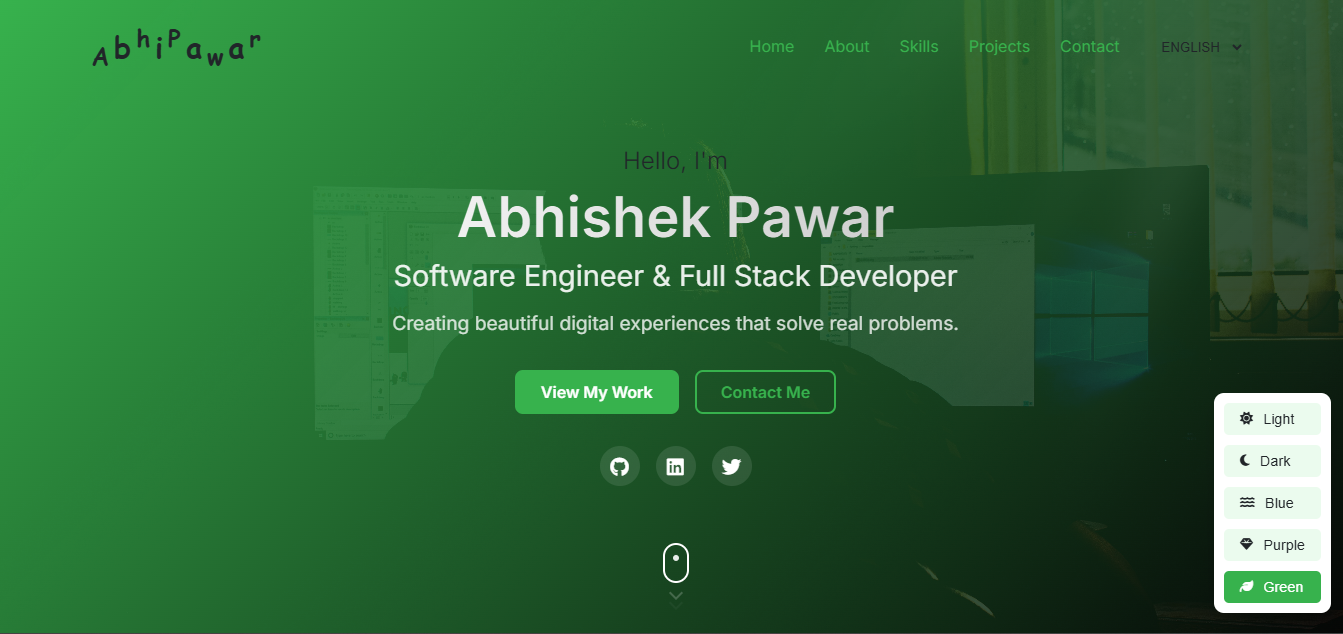 AbhiPawar
Home About Skills Projects Contact ENGLISH
Hello, I'm
Abhishek Pawar
Software Engineer & Full Stack Developer
Creating beautiful digital experiences that solve real problems.
View My Work Contact Me
Light
Dark
Blue
Purple
Green